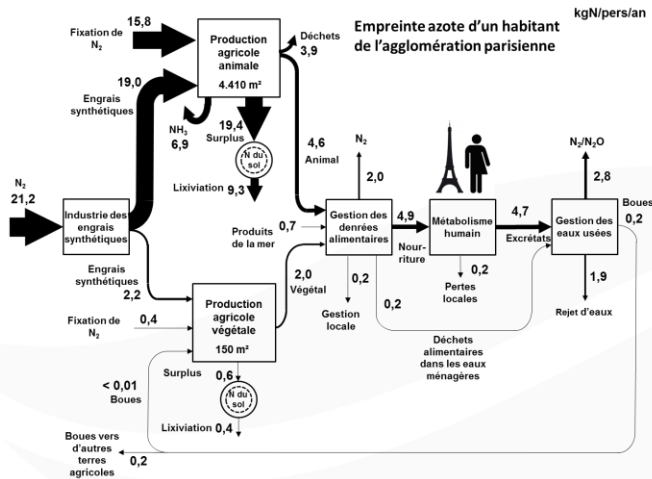 Empreinte azote d'un habitant
de l'agglomération parisienne
kgN/pers/an
15,8
Fixation de
N₂
19,0
Engrais
synthétiques
Production
agricole
animale
4.410 m²
Déchets
3,9
NH₃
6,9
19,4
Surplus
N du
sol
Lixiviation
9,3
4,6
Animal
N₂
21,2
Industrie des
engrais
synthétiques
Engrais
synthétiques
2,2
Fixation de
N₂
0,4
Production
agricole
végétale
150 m²
Surplus
0,6
N du
sol
Lixiviation
0,4
< 0,01
Boues
Boues vers
d'autres
terres
agricoles
0,2
Produits
de la mer
0,7
2,0
Végétal
N₂
2,0
Gestion des
denrées
alimentaires
0,2
Gestion
locale
0,2
Déchets
alimentaires
dans les eaux
ménagères
4,9
Nour-
riture
Métabolisme
humain
0,2
Pertes
locales
4,7
Excrétats
Gestion des
eaux usées
N₂/N₂O
2,8
Boues
0,2
1,9
Rejet d'eaux